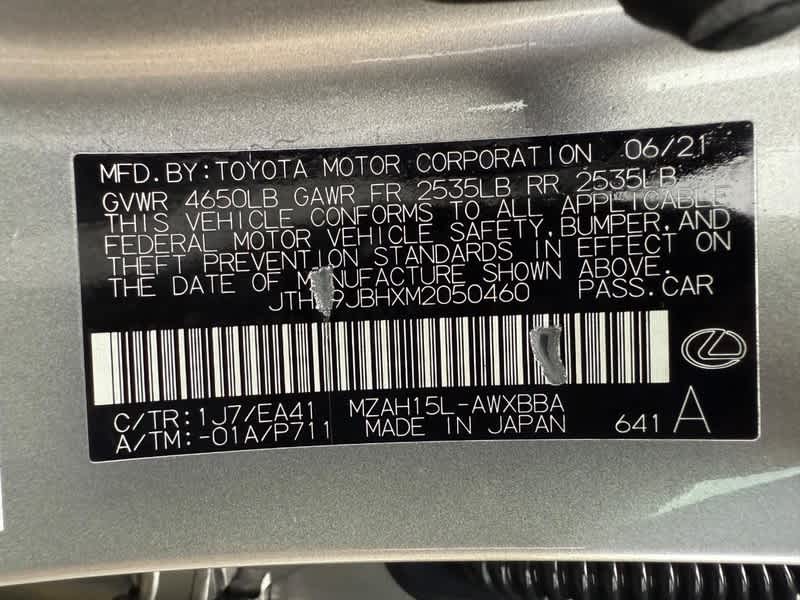 MFD.BY:TOYOTA MOTOR CORPORATION 06/21
GVWR 4650LB GAWR FR 2535LB RR 2535LB
THIS VEHICLE CONFORMS TO ALL APPLICABLE
FEDERAL MOTOR VEHICLE SAFETY,BUMPER,AND
THEFT PREVENTION STANDARDS IN EFFECT ON
THE DATE OF MANUFACTURE SHOWN ABOVE.
PASS.CAR
C/TR:1J7/EA41 MZAH15L-AWXBBA
A/TM:-01A/P711 MADE IN JAPAN 641 A